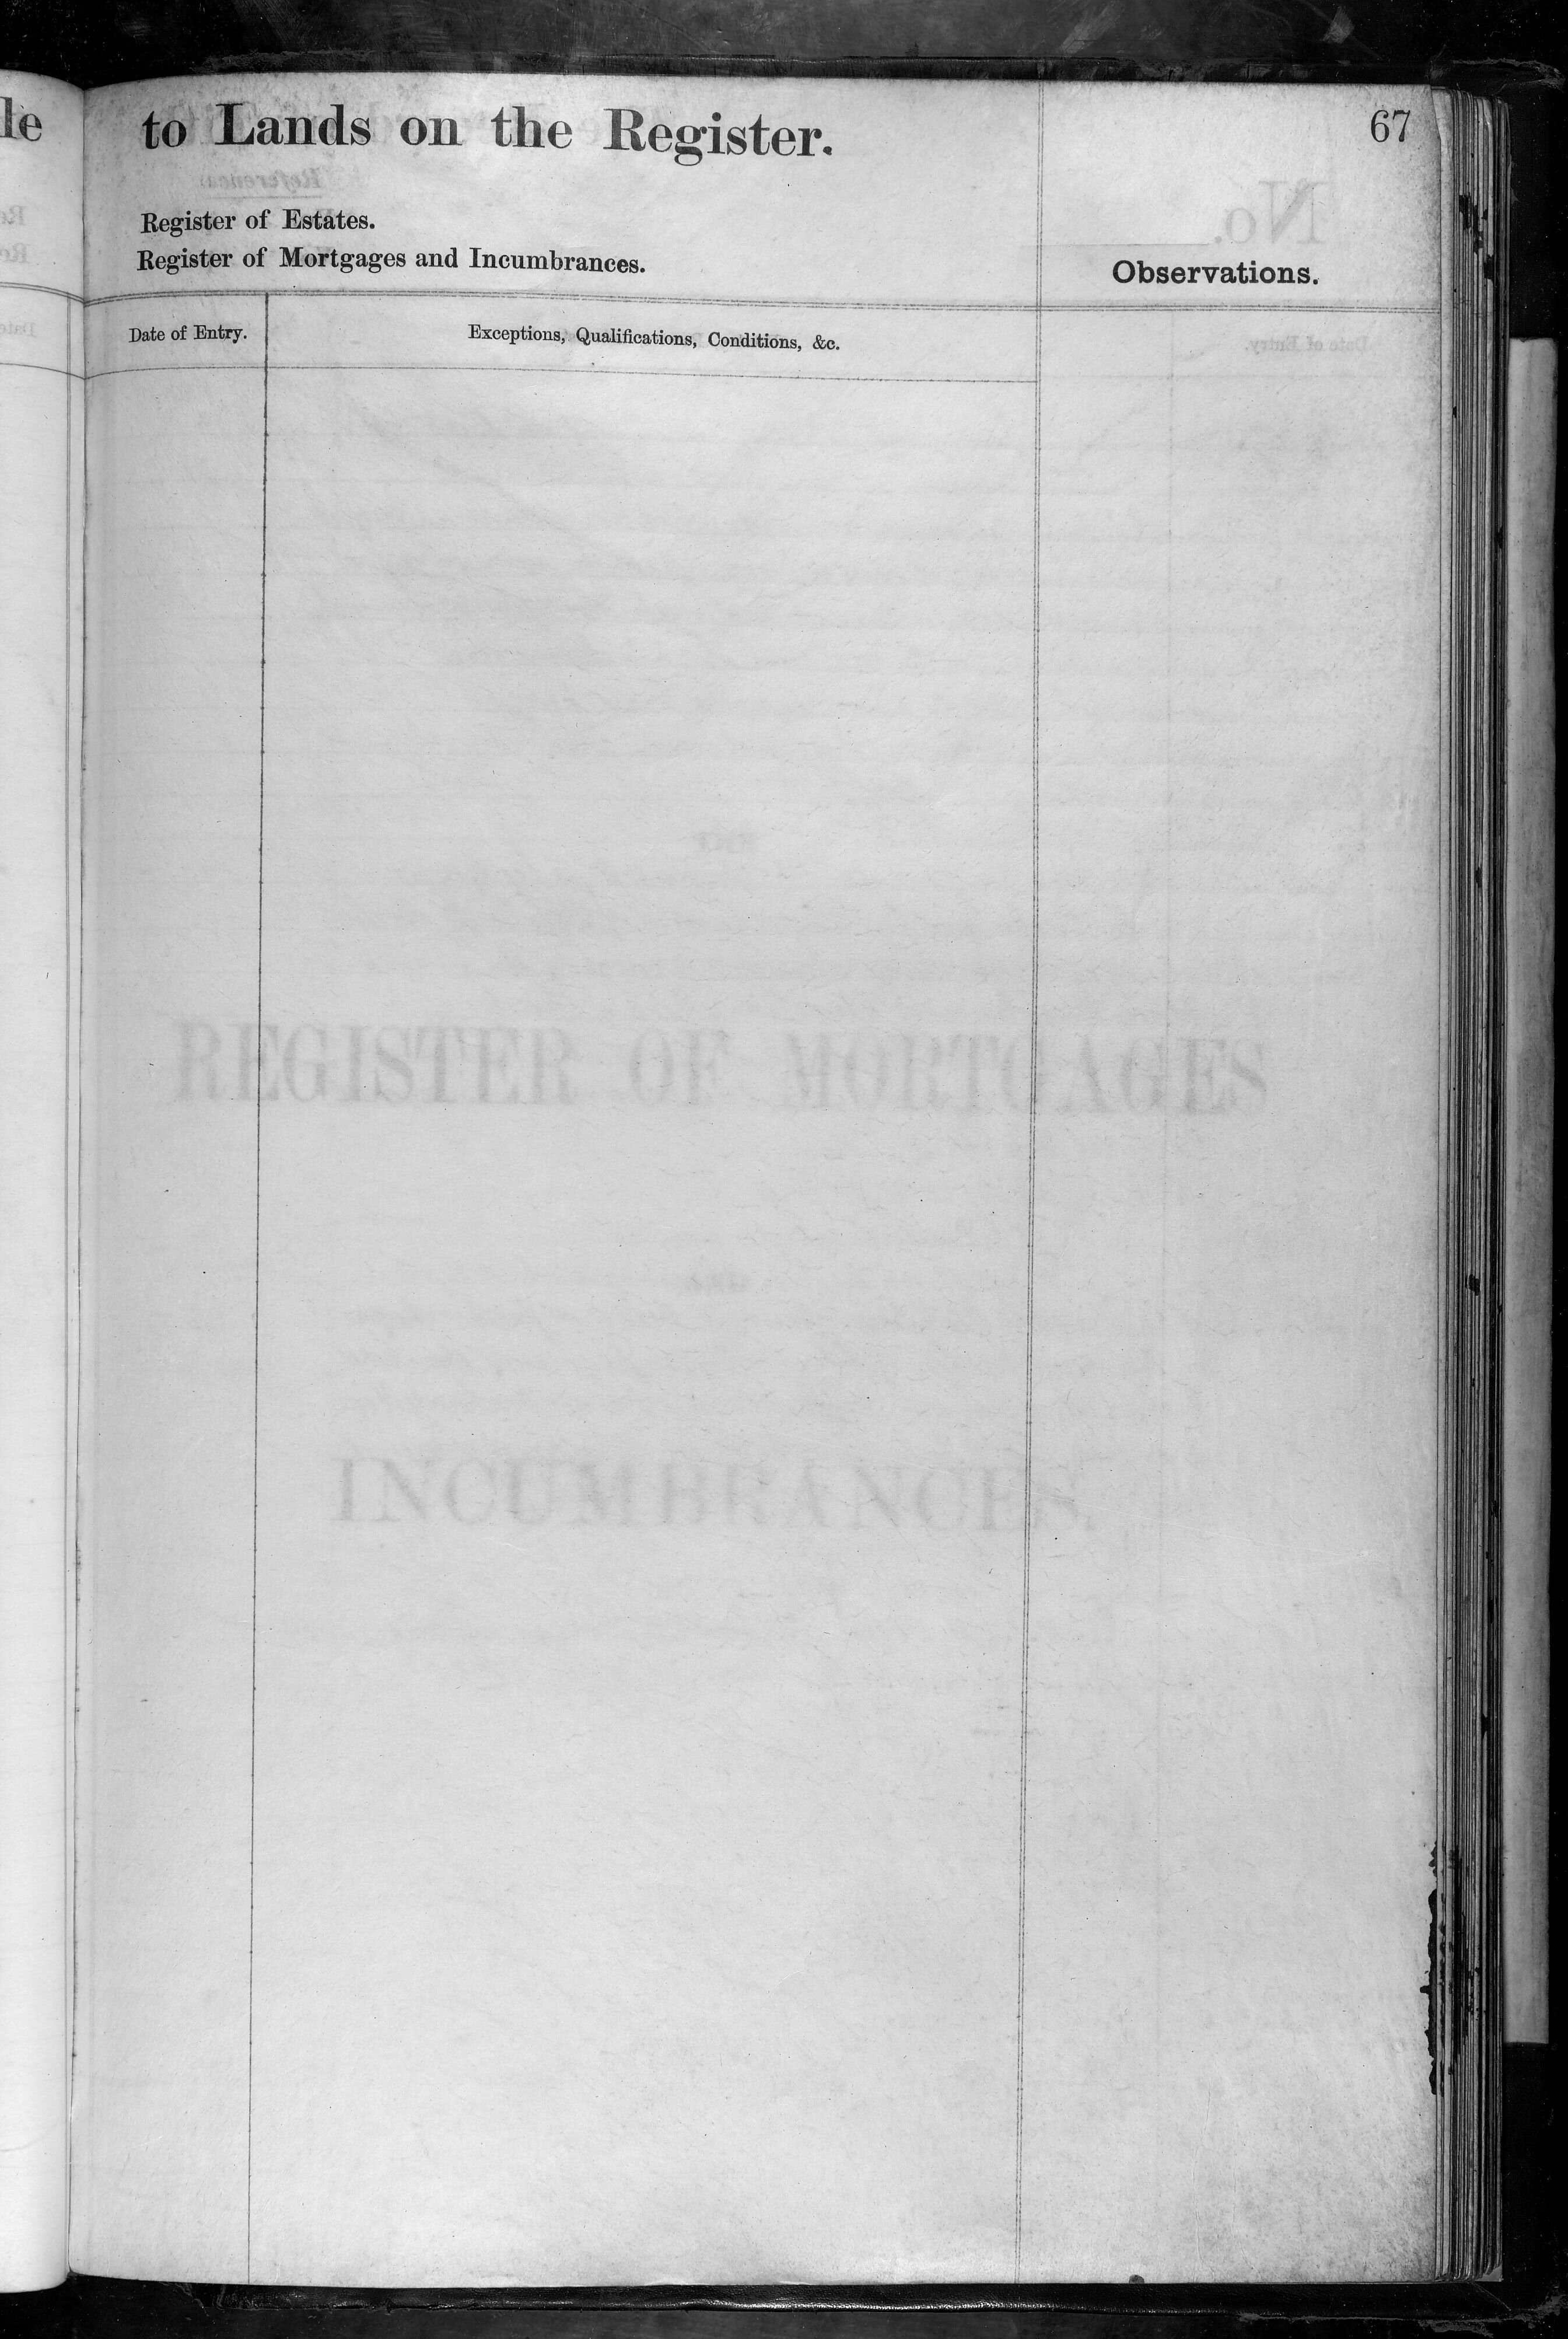 67
to Lands on the Register.
Register of Estates.
Register of Mortgages and Incumbrances.
Observations.
Date of Entry.
Exceptions, Qualifications, Conditions, &c.
REGISTER OF MORTGAGES
INCUMBRANCES.